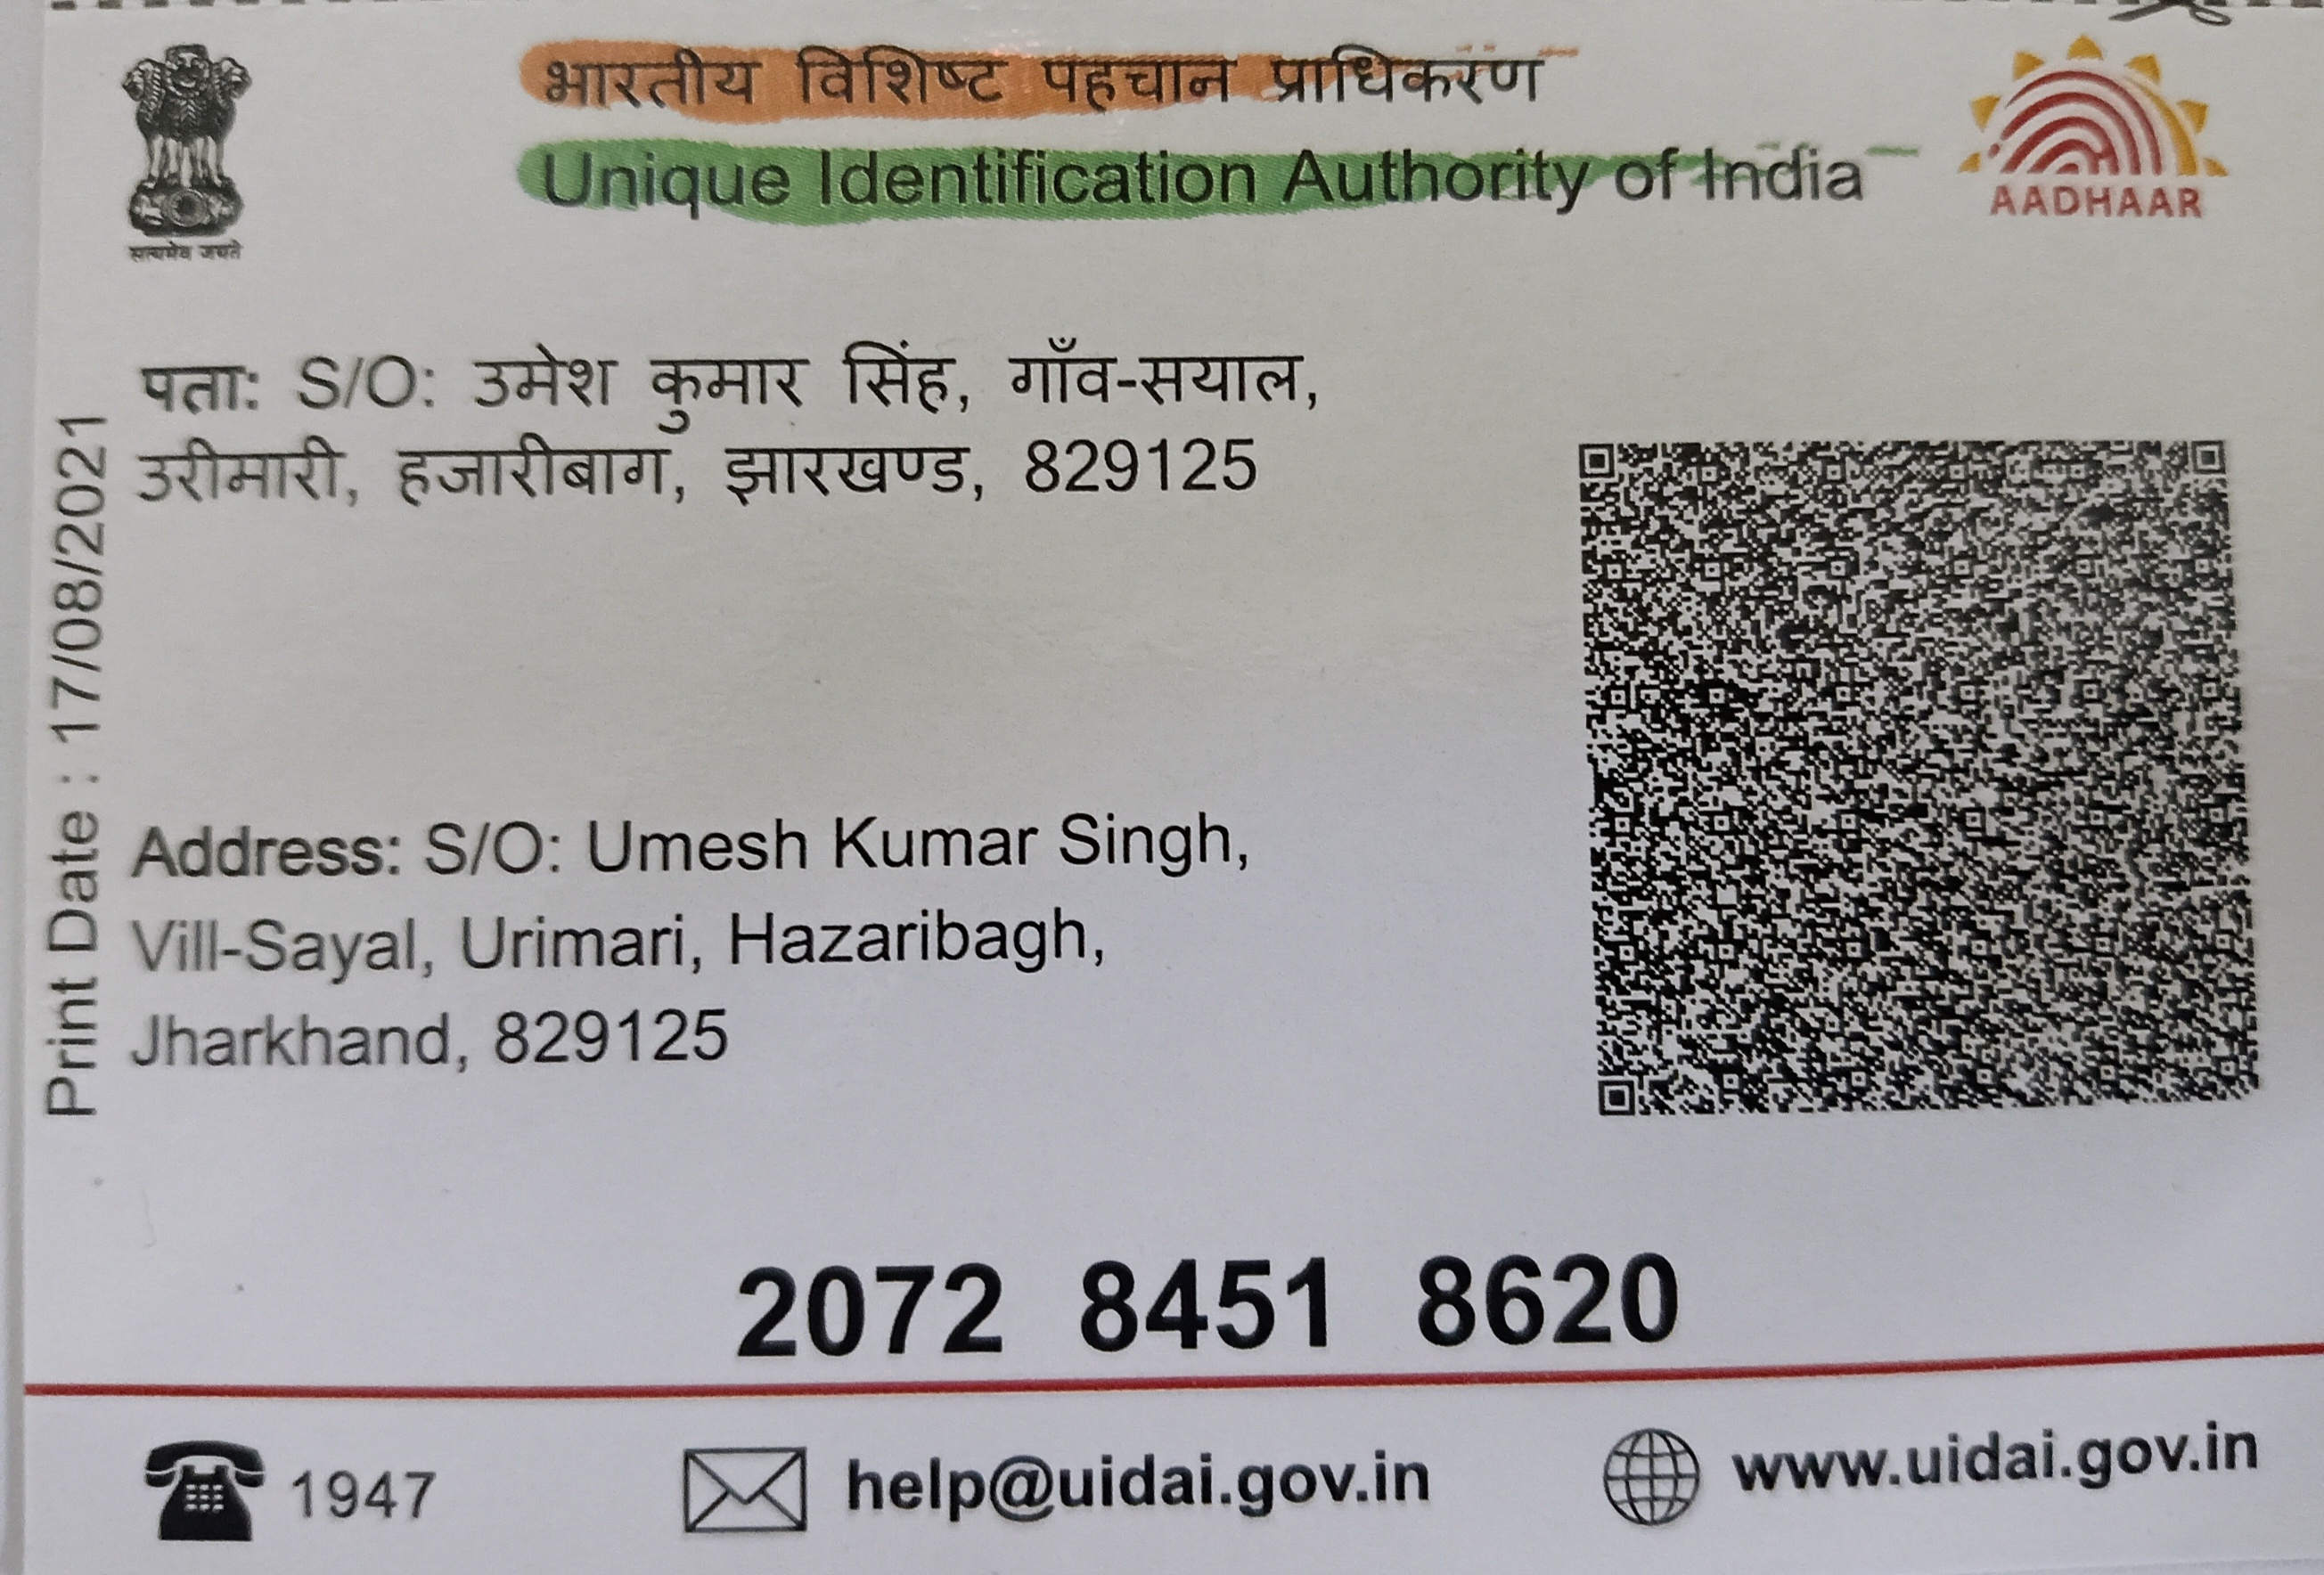 भारतीय विशिष्ट पहचान प्राधिकरण
Unique Identification Authority of India
AADHAAR
सत्यमेव जयते
पता: S/O: उमेश कुमार सिंह, गाँव-सयाल,
उरीमारी, हजारीबाग, झारखण्ड, 829125
Print Date : 17/08/2021
Address: S/O: Umesh Kumar Singh,
Vill-Sayal, Urimari, Hazaribagh,
Jharkhand, 829125
2072 8451 8620
1947
help@uidai.gov.in
www.uidai.gov.in